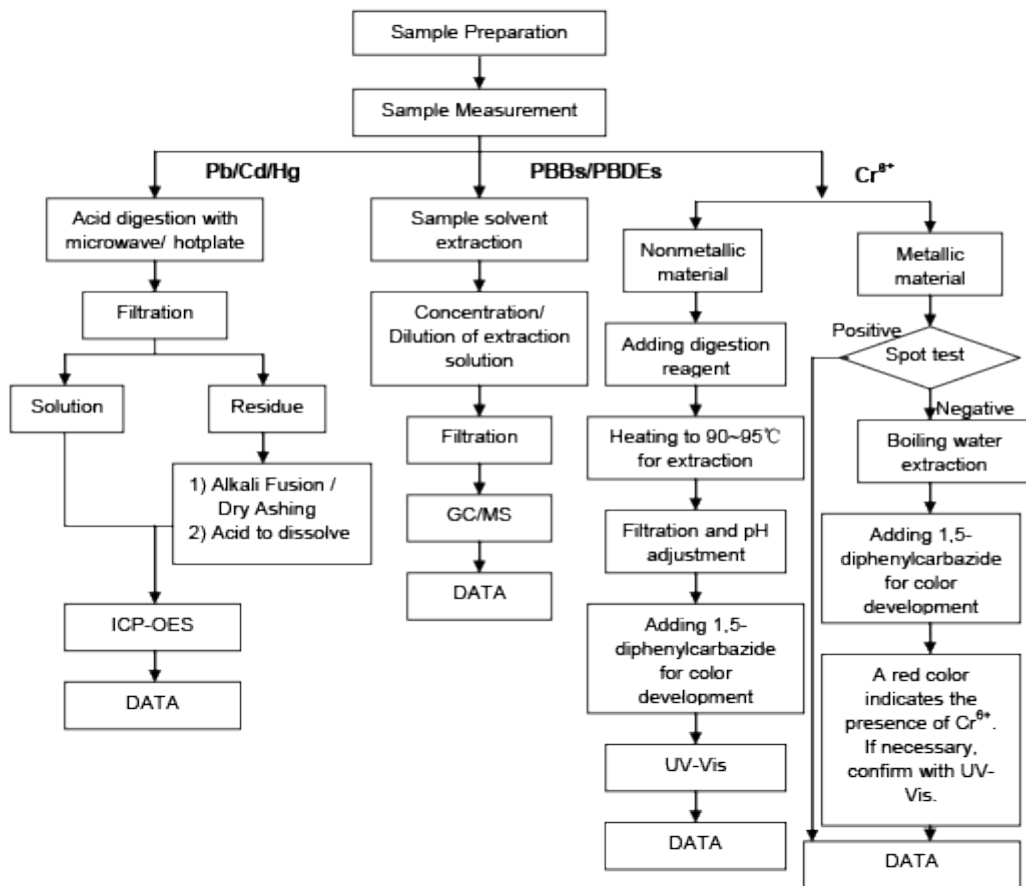 Sample Preparation
Sample Measurement
Pb/Cd/Hg
PBBs/PBDEs
Cr⁶⁺
Acid digestion with
microwave/ hotplate
Filtration
Solution
Residue
1) Alkali Fusion /
Dry Ashing
2) Acid to dissolve
ICP-OES
DATA
Sample solvent
extraction
Concentration/
Dilution of extraction
solution
Filtration
GC/MS
DATA
Nonmetallic
material
Adding digestion
reagent
Heating to 90~95℃
for extraction
Filtration and pH
adjustment
Adding 1,5-
diphenylcarbazide
for color
development
UV-Vis
DATA
Metallic
material
Positive
Spot test
Negative
Boiling water
extraction
Adding 1,5-
diphenylcarbazide
for color
development
A red color
indicates the
presence of Cr⁶⁺.
If necessary,
confirm with UV-
Vis.
DATA